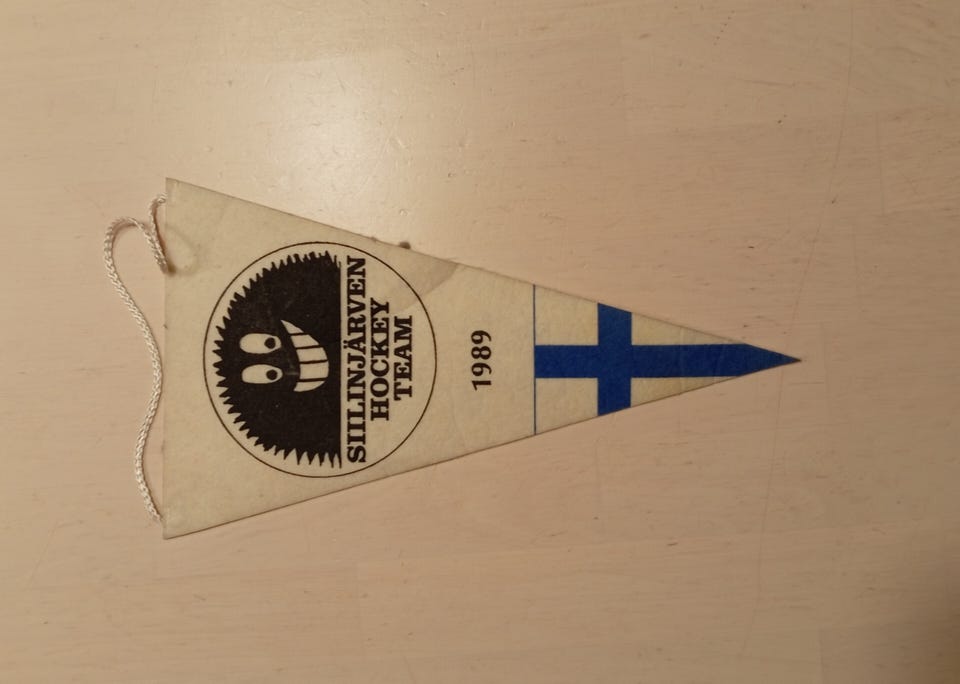 SIILINJÄRVEN
HOCKEY
TEAM
1989